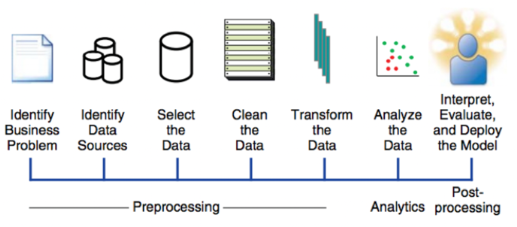 Identify
Business
Problem
Identify
Data
Sources
Select
the
Data
Clean
the
Data
Transform
the
Data
Analyze
the
Data
Interpret,
Evaluate,
and Deploy
the Model
Preprocessing
Analytics
Post-
processing